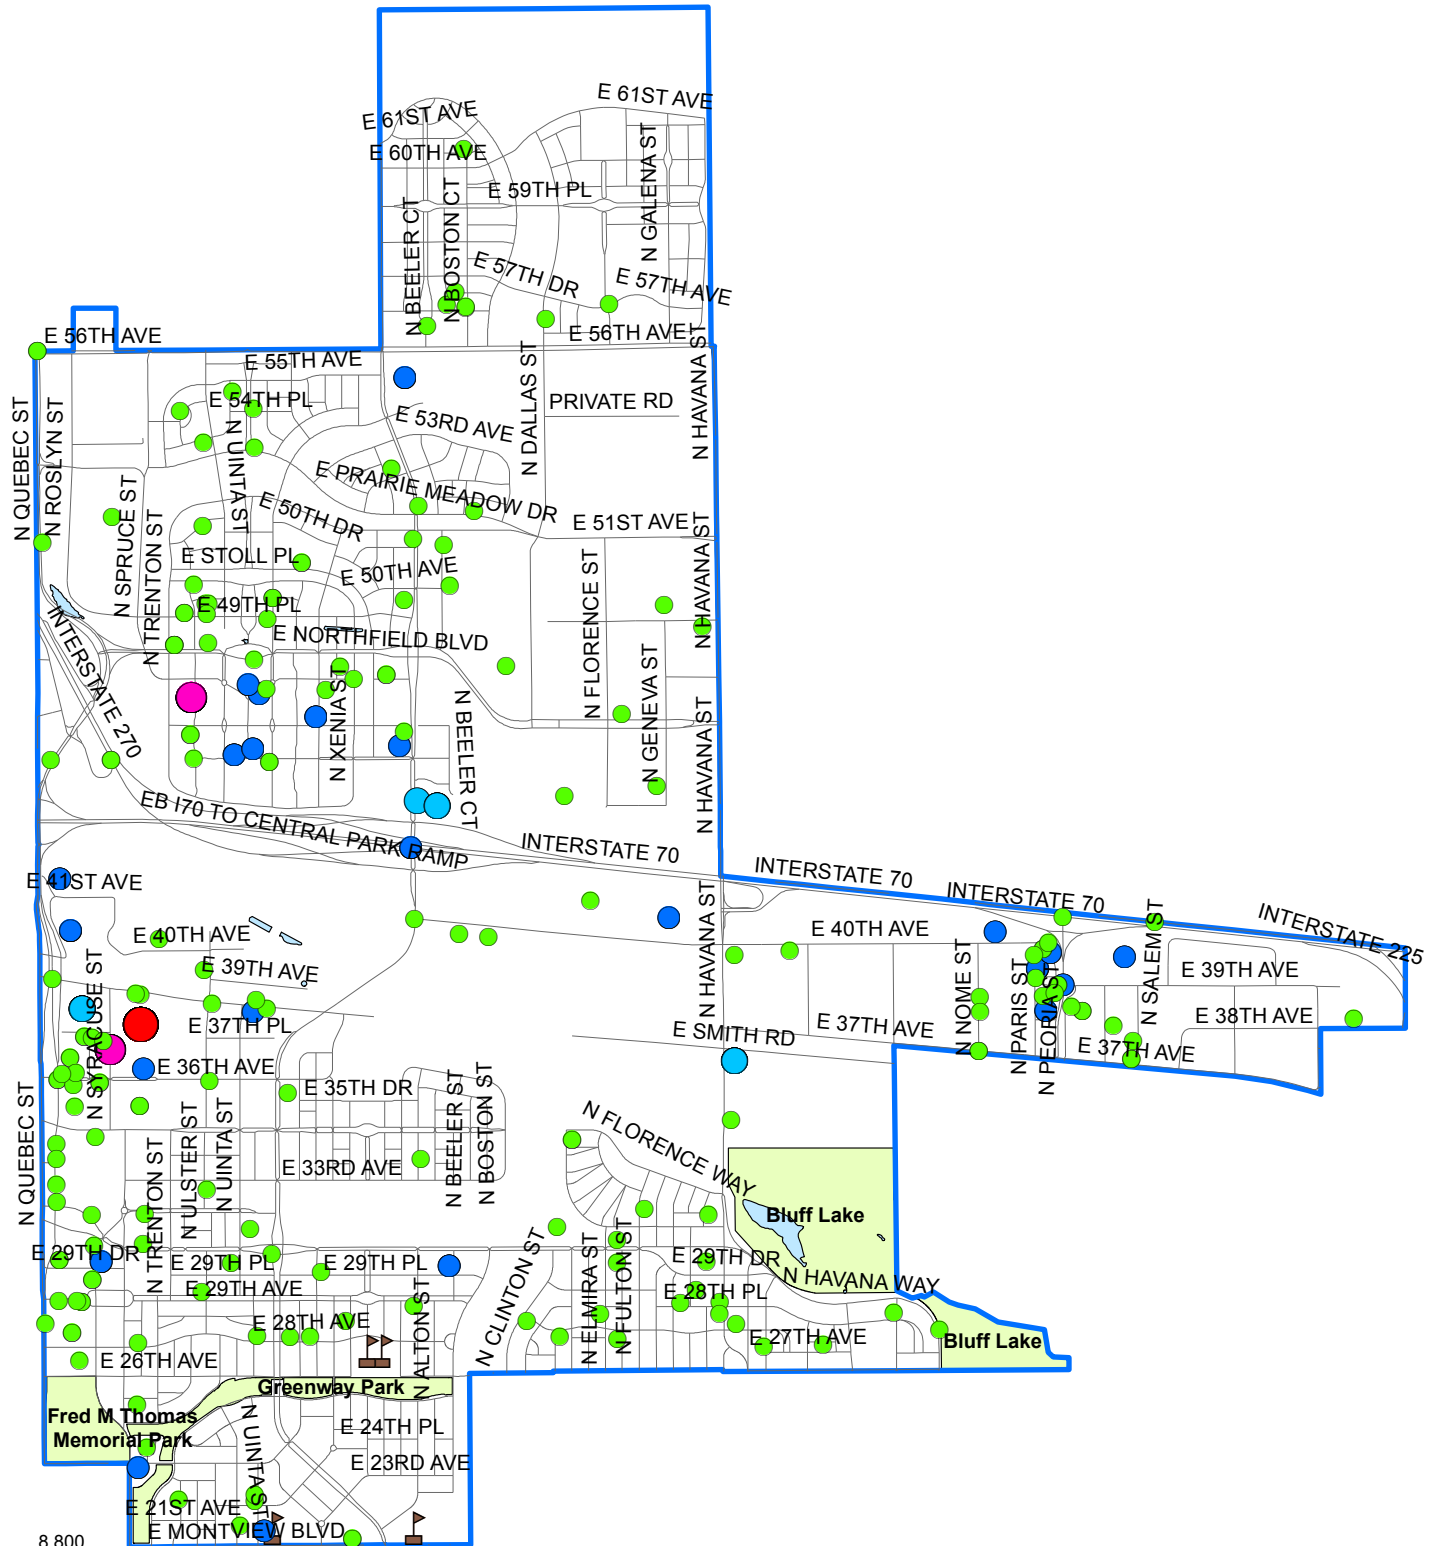 E 61ST AVE
E 61ST AVE
E 60TH AVE
N GALENA ST
E 59TH PL
N BEELER CT
N BOSTON CT
E 57TH DR
E 57TH AVE
E 56TH AVE
E 56TH AVE
E 55TH AVE
N HAVANA ST
N DALLAS ST
E 54TH PL
PRIVATE RD
N QUEBEC ST
N ROSLYN ST
N UINTA ST
E 53RD AVE
E PRAIRIE MEADOW DR
N SPRUCE ST
N TRENTON ST
E 50TH DR
E 51ST AVE
N HAVANA ST
E STOLL PL
E 50TH AVE
N FLORENCE ST
E 49TH PL
INTERSTATE 270
E NORTHFIELD BLVD
N GENEVA ST
N XENIA ST
N BEELER CT
N HAVANA ST
EB I70 TO CENTRAL PARK RAMP
INTERSTATE 70
INTERSTATE 70
INTERSTATE 70
E 41ST AVE
N HAVANA ST
INTERSTATE 225
E 40TH AVE
E 40TH AVE
N SALEM ST
N SYRACUSE ST
E 39TH AVE
N NOME ST
N PARIS ST
N PEORIA ST
E 39TH AVE
E 37TH PL
E SMITH RD
E 37TH AVE
E 38TH AVE
E 37TH AVE
E 36TH AVE
E 35TH DR
N QUEBEC ST
N BEELER ST
N BOSTON ST
N TRENTON ST
N ULSTER ST
N UINTA ST
E 33RD AVE
N FLORENCE WAY
Bluff Lake
E 29TH DR
E 29TH PL
E 29TH PL
N CLINTON ST
N ELMIRA ST
N FULTON ST
E 29TH DR
N HAVANA WAY
E 29TH AVE
E 28TH PL
E 28TH AVE
N ALTON ST
E 27TH AVE
Bluff Lake
E 26TH AVE
Greenway Park
Fred M Thomas
Memorial Park
N UINTA ST
E 24TH PL
E 23RD AVE
E 21ST AVE
E MONTVIEW BLVD
8,800